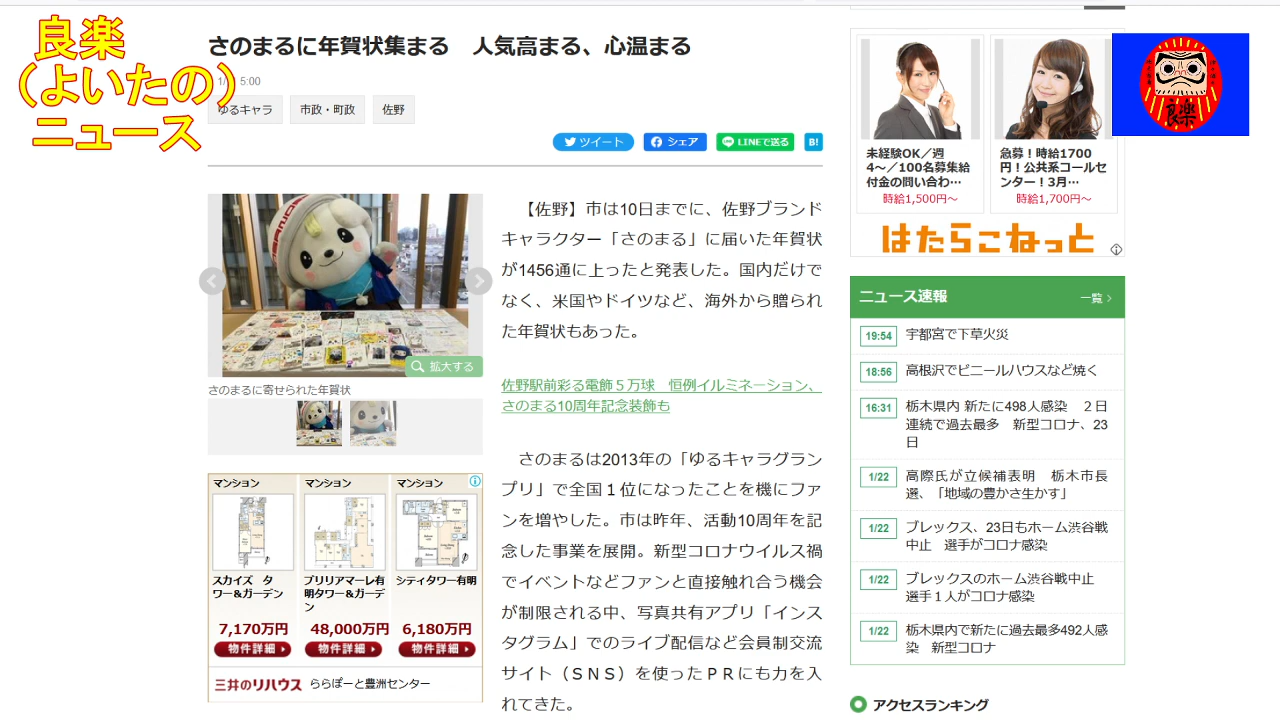 良楽
（よいたの）
ニュース
さのまるに年賀状集まる　人気高まる、心温まる
5:00
ゆるキャラ
市政・町政
佐野
ツイート
シェア
LINEで送る
B!
【佐野】市は10日までに、佐野ブランド
キャラクター「さのまる」に届いた年賀状
が1456通に上ったと発表した。国内だけで
なく、米国やドイツなど、海外から贈られ
た年賀状もあった。
佐野駅前彩る電飾５万球　恒例イルミネーション、
さのまる10周年記念装飾も
さのまるは2013年の「ゆるキャラグラン
プリ」で全国１位になったことを機にファ
ンを増やした。市は昨年、活動10周年を記
念した事業を展開。新型コロナウイルス禍
でイベントなどファンと直接触れ合う機会
が制限される中、写真共有アプリ「インス
タグラム」でのライブ配信など会員制交流
サイト（ＳＮＳ）を使ったＰＲにも力を入
れてきた。
拡大する
さのまるに寄せられた年賀状
マンション
マンション
マンション
スカイズ　タ
ワー&ガーデン
7,170万円
物件詳細
ブリリアマーレ有
明タワー&ガーデ
ン
48,000万円
物件詳細
シティタワー有明
6,180万円
物件詳細
三井のリハウス
ららぽーと豊洲センター
未経験OK／週
4～／100名募集給
付金の問い合わ…
時給1,500円～
急募！時給1700
円！公共系コールセ
ンター！3月…
時給1,700円～
はたらこねっと
良楽
ニュース速報
一覧
19:54
宇都宮で下草火災
18:56
高根沢でビニールハウスなど焼く
16:31
栃木県内 新たに498人感染　２日
連続で過去最多　新型コロナ、23
日
1/22
高際氏が立候補表明　栃木市長
選、「地域の豊かさ生かす」
1/22
ブレックス、23日もホーム渋谷戦
中止　選手がコロナ感染
1/22
ブレックスのホーム渋谷戦中止
選手１人がコロナ感染
1/22
栃木県内で新たに過去最多492人感
染　新型コロナ
アクセスランキング